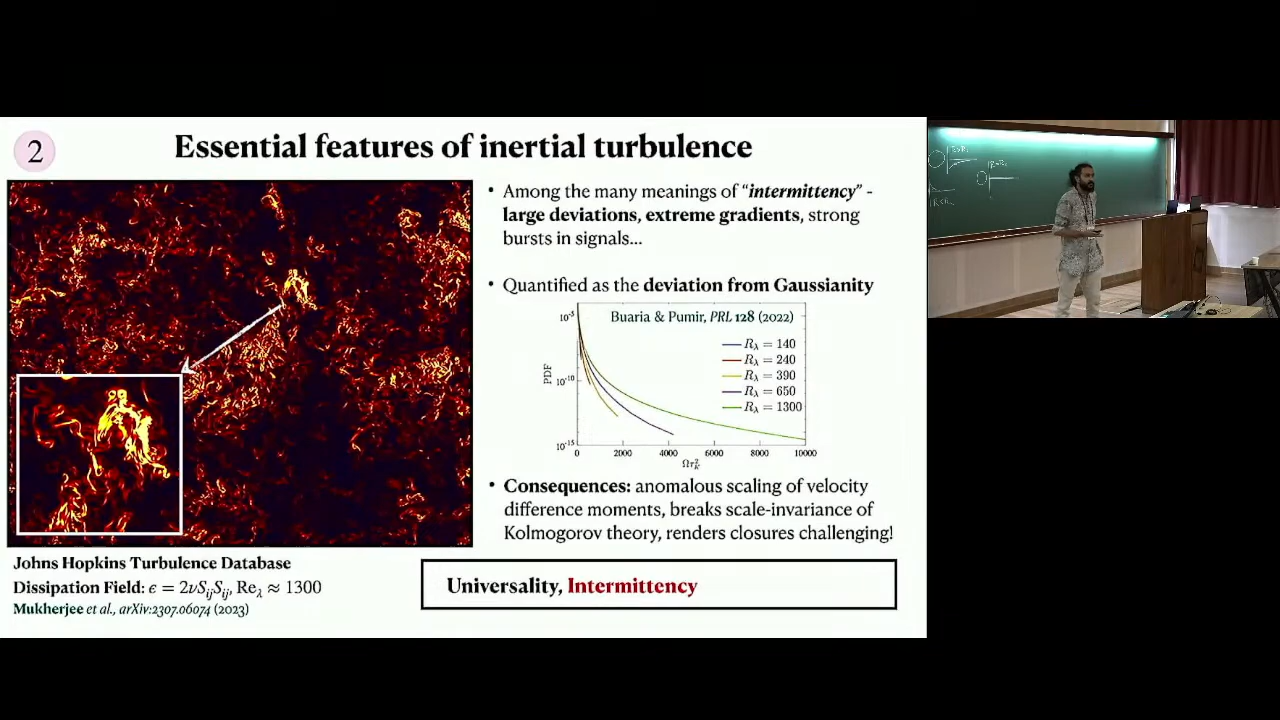 2
Essential features of inertial turbulence
• Among the many meanings of “intermittency” -
large deviations, extreme gradients, strong
bursts in signals...
• Quantified as the deviation from Gaussianity
Buaria & Pumir, PRL 128 (2022)
R_λ = 140
R_λ = 240
R_λ = 390
R_λ = 650
R_λ = 1300
PDF
10⁻⁵
10⁻¹⁰
10⁻¹⁵
0 2000 4000 6000 8000 10000
Ωτ_K²
• Consequences: anomalous scaling of velocity
difference moments, breaks scale-invariance of
Kolmogorov theory, renders closures challenging!
Johns Hopkins Turbulence Database
Dissipation Field: ϵ = 2νS_ijS_ij, Re_λ ≈ 1300
Mukherjee et al., arXiv:2307.06074 (2023)
Universality, Intermittency